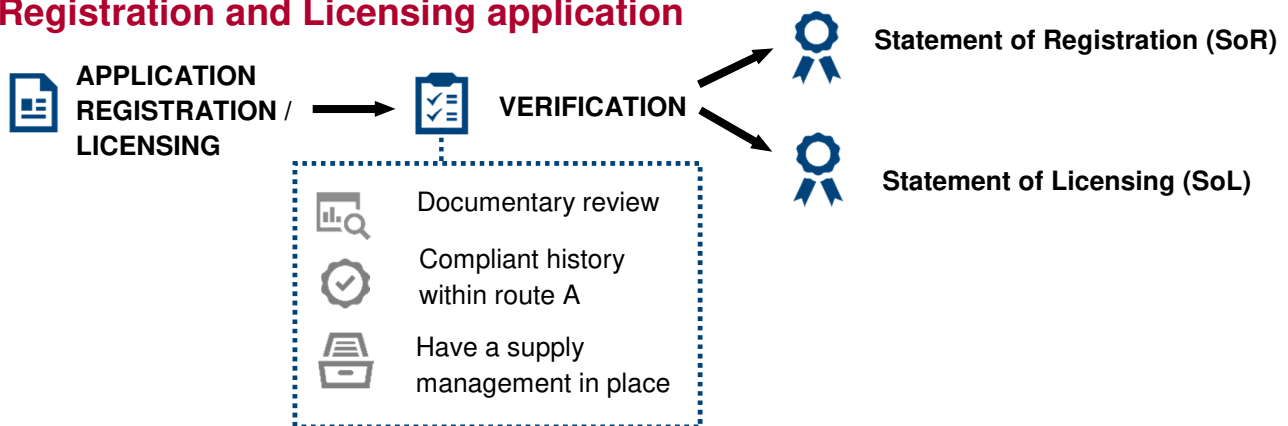 Registration and Licensing application
APPLICATION
REGISTRATION /
LICENSING
VERIFICATION
Statement of Registration (SoR)
Statement of Licensing (SoL)
Documentary review
Compliant history
within route A
Have a supply
management in place